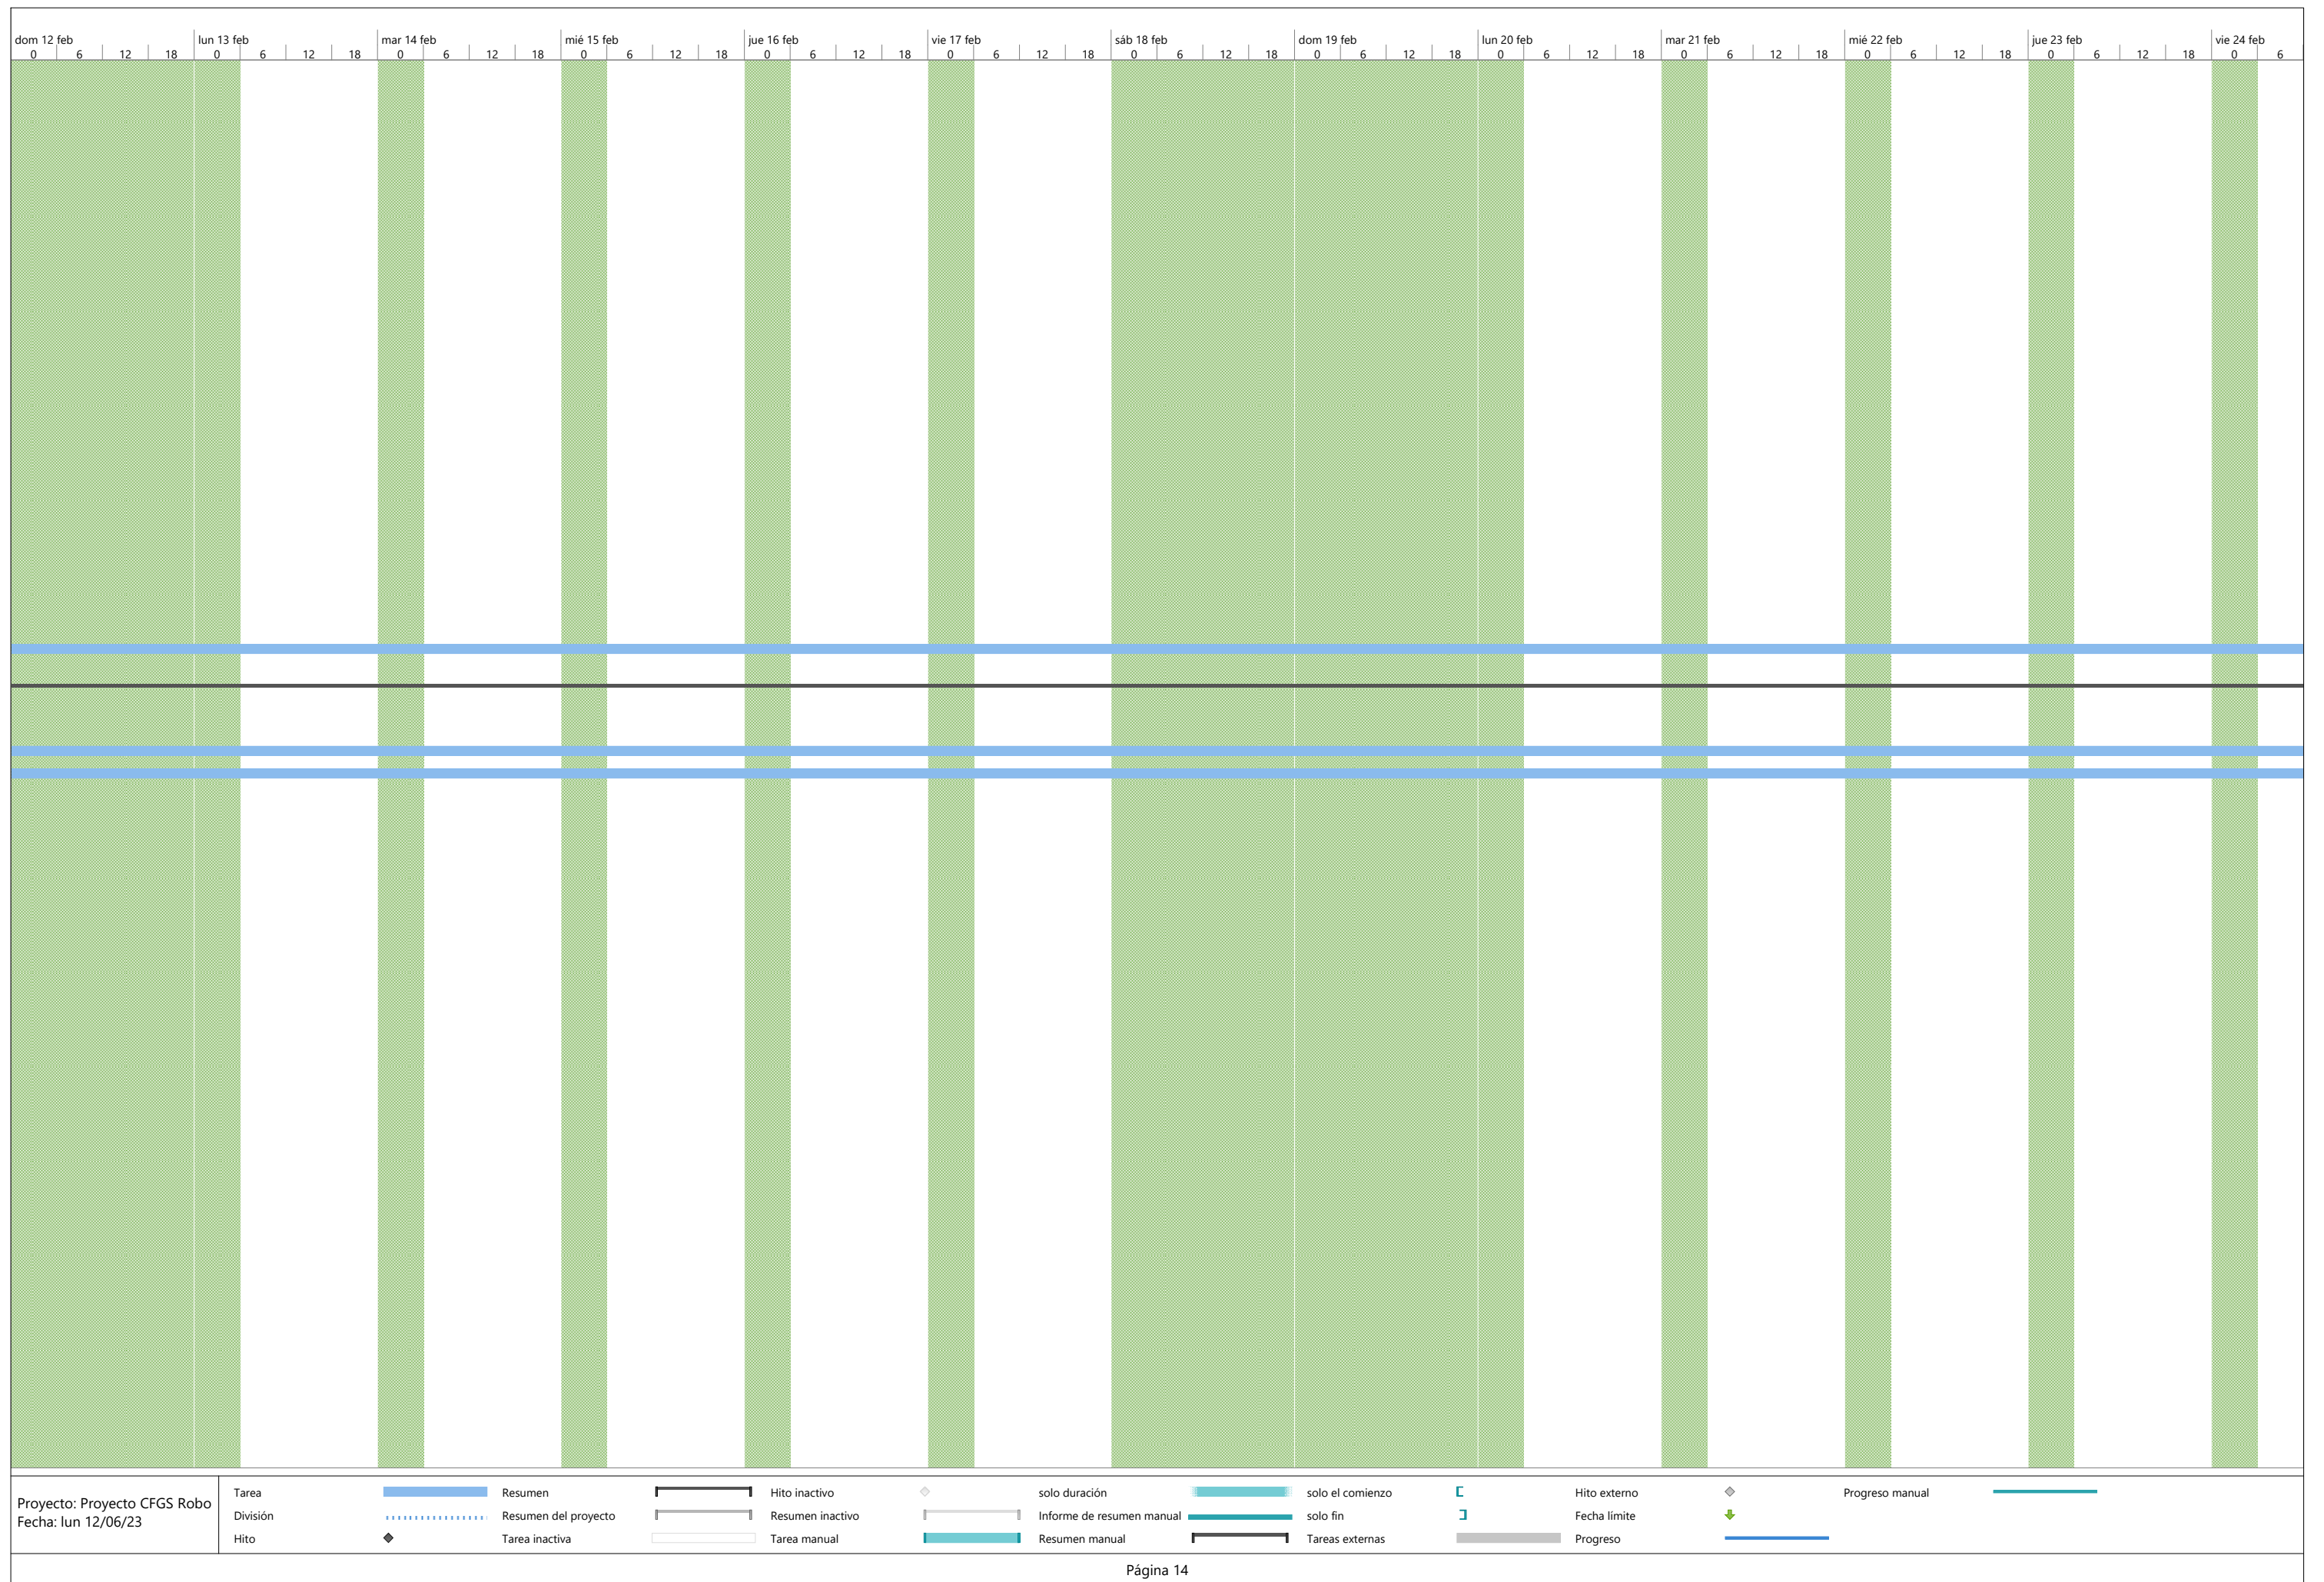 dom 12 feb lun 13 feb mar 14 feb mié 15 feb jue 16 feb vie 17 feb sáb 18 feb dom 19 feb lun 20 feb mar 21 feb mié 22 feb jue 23 feb vie 24 feb
0 6 12 18 0 6 12 18 0 6 12 18 0 6 12 18 0 6 12 18 0 6 12 18 0 6 12 18 0 6 12 18 0 6 12 18 0 6 12 18 0 6 12 18 0 6 12 18 0 6
Proyecto: Proyecto CFGS Robo
Fecha: lun 12/06/23
Tarea Resumen Hito inactivo solo duración solo el comienzo Hito externo Progreso manual
División Resumen del proyecto Resumen inactivo Informe de resumen manual solo fin Fecha límite
Hito Tarea inactiva Tarea manual Resumen manual Tareas externas Progreso
Página 14